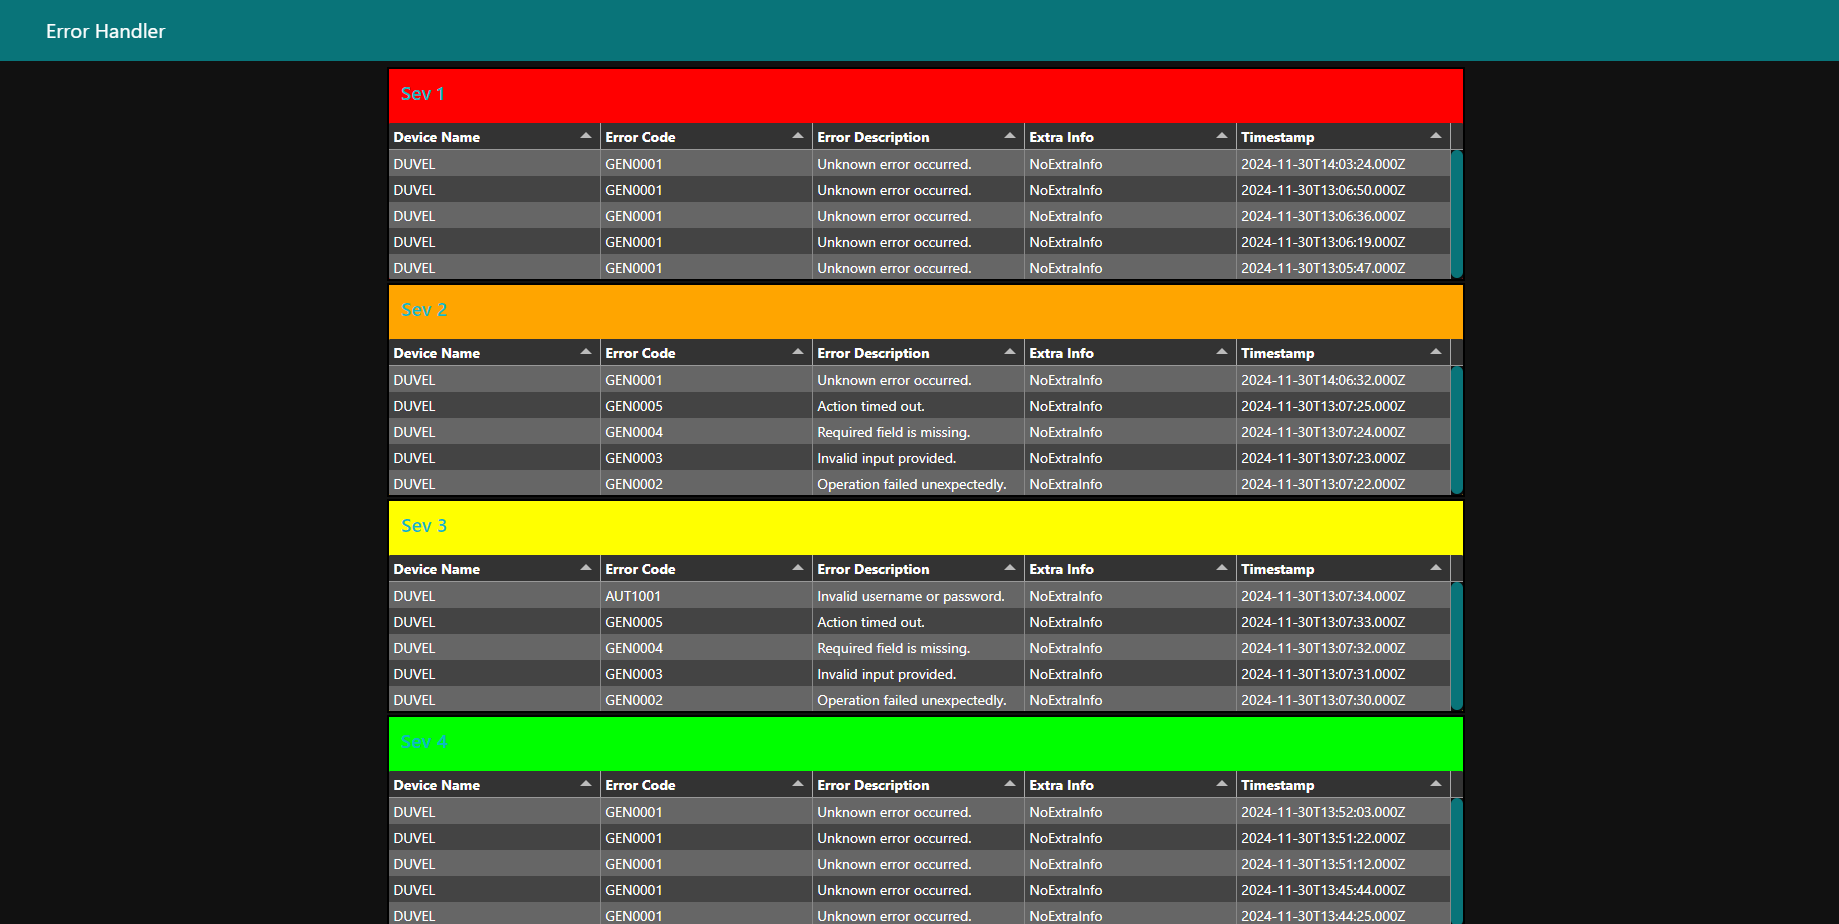 Error Handler
Sev 1
Device Name Error Code Error Description Extra Info Timestamp
DUVEL GEN0001 Unknown error occurred. NoExtraInfo 2024-11-30T14:03:24.000Z
DUVEL GEN0001 Unknown error occurred. NoExtraInfo 2024-11-30T13:06:50.000Z
DUVEL GEN0001 Unknown error occurred. NoExtraInfo 2024-11-30T13:06:36.000Z
DUVEL GEN0001 Unknown error occurred. NoExtraInfo 2024-11-30T13:06:19.000Z
DUVEL GEN0001 Unknown error occurred. NoExtraInfo 2024-11-30T13:05:47.000Z
Sev 2
Device Name Error Code Error Description Extra Info Timestamp
DUVEL GEN0001 Unknown error occurred. NoExtraInfo 2024-11-30T14:06:32.000Z
DUVEL GEN0005 Action timed out. NoExtraInfo 2024-11-30T13:07:25.000Z
DUVEL GEN0004 Required field is missing. NoExtraInfo 2024-11-30T13:07:24.000Z
DUVEL GEN0003 Invalid input provided. NoExtraInfo 2024-11-30T13:07:23.000Z
DUVEL GEN0002 Operation failed unexpectedly. NoExtraInfo 2024-11-30T13:07:22.000Z
Sev 3
Device Name Error Code Error Description Extra Info Timestamp
DUVEL AUT1001 Invalid username or password. NoExtraInfo 2024-11-30T13:07:34.000Z
DUVEL GEN0005 Action timed out. NoExtraInfo 2024-11-30T13:07:33.000Z
DUVEL GEN0004 Required field is missing. NoExtraInfo 2024-11-30T13:07:32.000Z
DUVEL GEN0003 Invalid input provided. NoExtraInfo 2024-11-30T13:07:31.000Z
DUVEL GEN0002 Operation failed unexpectedly. NoExtraInfo 2024-11-30T13:07:30.000Z
Sev 4
Device Name Error Code Error Description Extra Info Timestamp
DUVEL GEN0001 Unknown error occurred. NoExtraInfo 2024-11-30T13:52:03.000Z
DUVEL GEN0001 Unknown error occurred. NoExtraInfo 2024-11-30T13:51:22.000Z
DUVEL GEN0001 Unknown error occurred. NoExtraInfo 2024-11-30T13:51:12.000Z
DUVEL GEN0001 Unknown error occurred. NoExtraInfo 2024-11-30T13:45:44.000Z
DUVEL GEN0001 Unknown error occurred. NoExtraInfo 2024-11-30T13:44:25.000Z